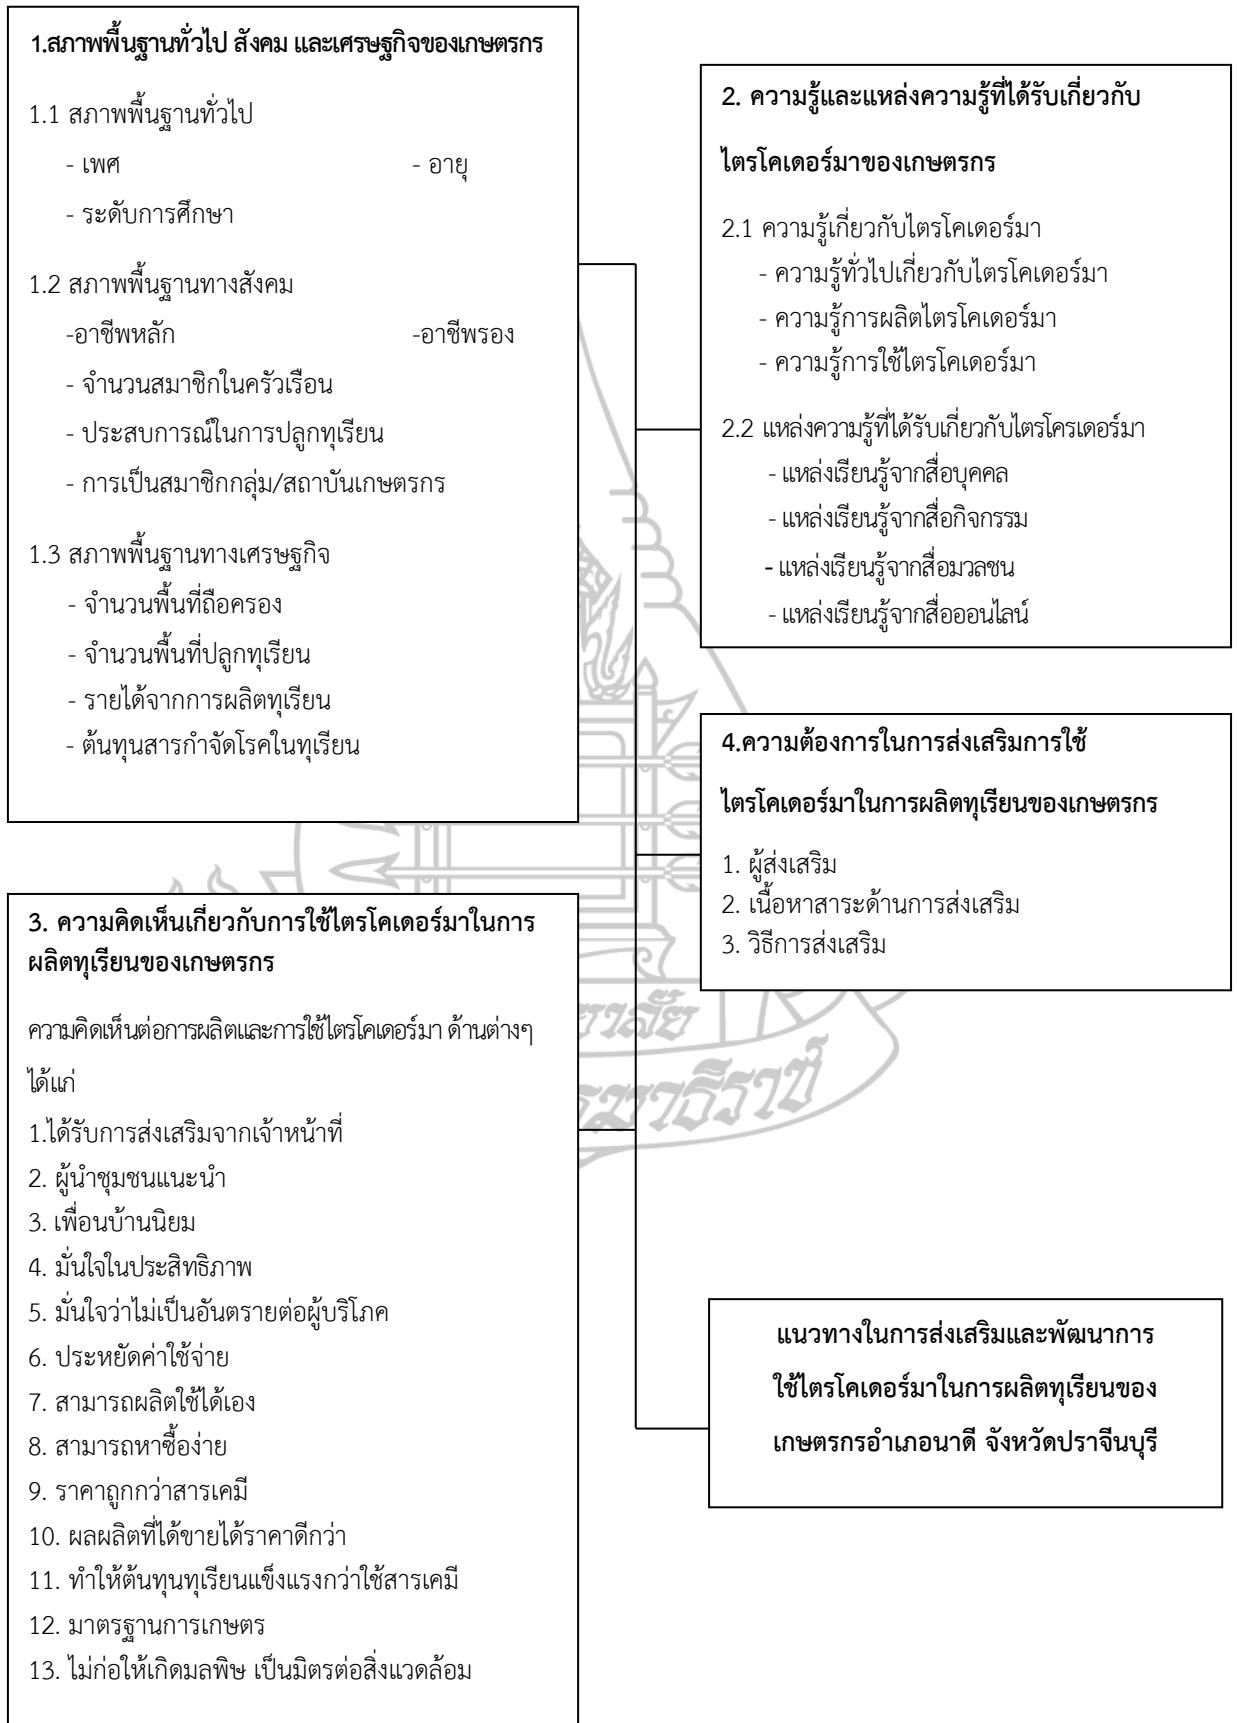 1.สภาพพื้นฐานทั่วไป สังคม และเศรษฐกิจของเกษตรกร
1.1 สภาพพื้นฐานทั่วไป
- เพศ - อายุ
- ระดับการศึกษา
1.2 สภาพพื้นฐานทางสังคม
-อาชีพหลัก -อาชีพรอง
- จำนวนสมาชิกในครัวเรือน
- ประสบการณ์ในการปลูกทุเรียน
- การเป็นสมาชิกกลุ่ม/สถาบันเกษตรกร
1.3 สภาพพื้นฐานทางเศรษฐกิจ
- จำนวนพื้นที่ถือครอง
- จำนวนพื้นที่ปลูกทุเรียน
- รายได้จากการผลิตทุเรียน
- ต้นทุนสารกำจัดโรคในทุเรียน
2. ความรู้และแหล่งความรู้ที่ได้รับเกี่ยวกับ
ไตรโคเดอร์มาของเกษตรกร
2.1 ความรู้เกี่ยวกับไตรโคเดอร์มา
- ความรู้ทั่วไปเกี่ยวกับไตรโคเดอร์มา
- ความรู้การผลิตไตรโคเดอร์มา
- ความรู้การใช้ไตรโคเดอร์มา
2.2 แหล่งความรู้ที่ได้รับเกี่ยวกับไตรโครเดอร์มา
- แหล่งเรียนรู้จากสื่อบุคคล
- แหล่งเรียนรู้จากสื่อกิจกรรม
- แหล่งเรียนรู้จากสื่อมวลชน
- แหล่งเรียนรู้จากสื่อออนไลน์
3. ความคิดเห็นเกี่ยวกับการใช้ไตรโคเดอร์มาในการ
ผลิตทุเรียนของเกษตรกร
ความคิดเห็นต่อการผลิตและการใช้ไตรโคเดอร์มา ด้านต่างๆ
ได้แก่
1.ได้รับการส่งเสริมจากเจ้าหน้าที่
2. ผู้นำชุมชนแนะนำ
3. เพื่อนบ้านนิยม
4. มั่นใจในประสิทธิภาพ
5. มั่นใจว่าไม่เป็นอันตรายต่อผู้บริโภค
6. ประหยัดค่าใช้จ่าย
7. สามารถผลิตใช้ได้เอง
8. สามารถหาซื้อง่าย
9. ราคาถูกกว่าสารเคมี
10. ผลผลิตที่ได้ขายได้ราคาดีกว่า
11. ทำให้ต้นทุนทุเรียนแข็งแรงกว่าใช้สารเคมี
12. มาตรฐานการเกษตร
13. ไม่ก่อให้เกิดมลพิษ เป็นมิตรต่อสิ่งแวดล้อม
4.ความต้องการในการส่งเสริมการใช้
ไตรโคเดอร์มาในการผลิตทุเรียนของเกษตรกร
1. ผู้ส่งเสริม
2. เนื้อหาสาระด้านการส่งเสริม
3. วิธีการส่งเสริม
แนวทางในการส่งเสริมและพัฒนาการ
ใช้ไตรโคเดอร์มาในการผลิตทุเรียนของ
เกษตรกรอำเภอนาดี จังหวัดปราจีนบุรี